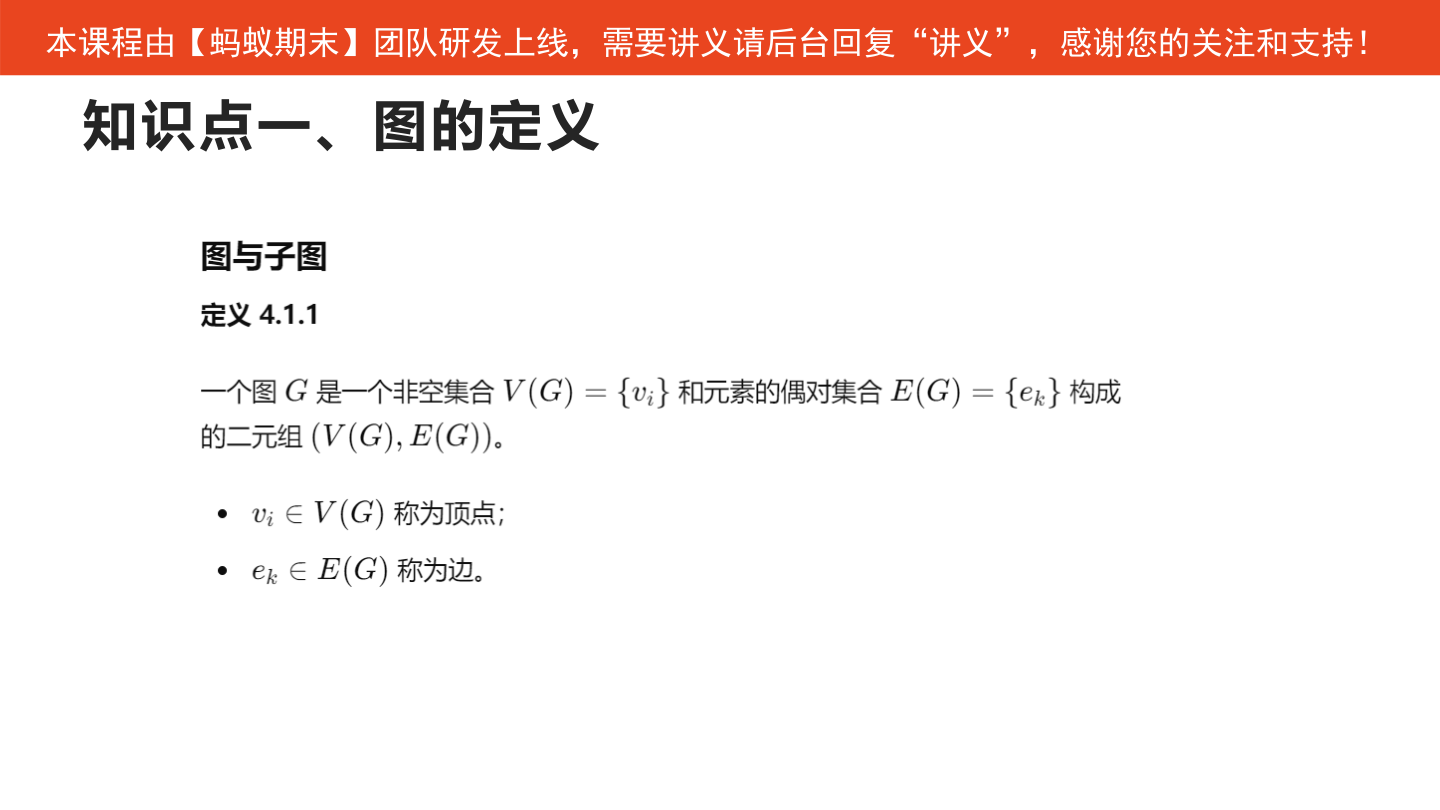 本课程由【蚂蚁期末】团队研发上线，需要讲义请后台回复“讲义”，感谢您的关注和支持！
知识点一、图的定义
图与子图
定义 4.1.1
一个图 G 是一个非空集合 V(G) = {v_i} 和元素的偶对集合 E(G) = {e_k} 构成
的二元组 (V(G), E(G))。
• v_i ∈ V(G) 称为顶点；
• e_k ∈ E(G) 称为边。